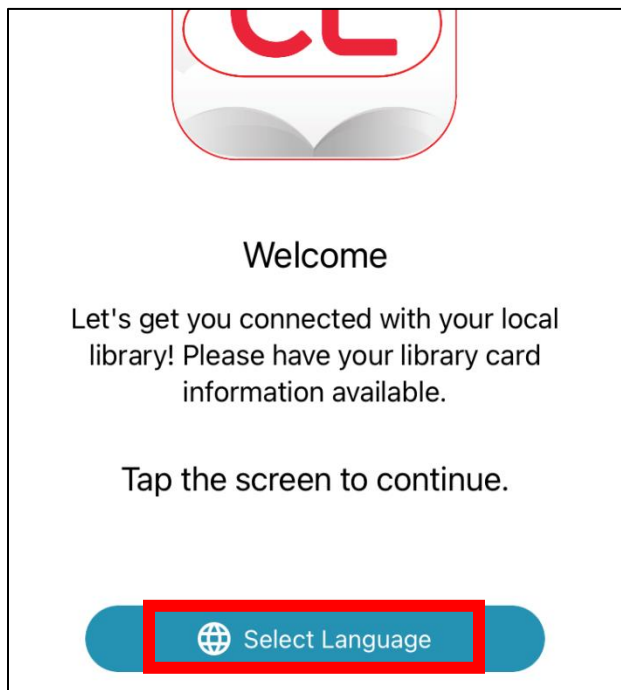 CL
Welcome
Let's get you connected with your local
library! Please have your library card
information available.
Tap the screen to continue.
Select Language